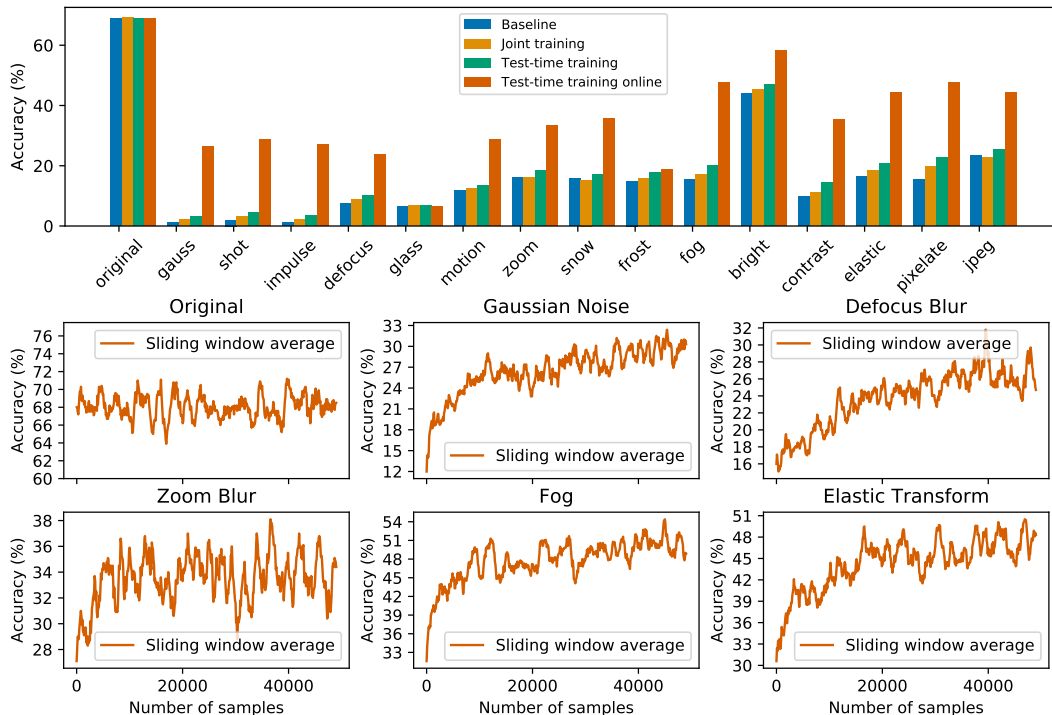 Accuracy (%)
60
40
20
0
Baseline
Joint training
Test-time training
Test-time training online
original
gauss
shot
impulse
defocus
glass
motion
zoom
snow
frost
fog
bright
contrast
elastic
pixelate
jpeg
Original
Accuracy (%)
76
74
72
70
68
66
64
62
60
Sliding window average
Gaussian Noise
Accuracy (%)
33
30
27
24
21
18
15
12
Sliding window average
Defocus Blur
Accuracy (%)
32
30
28
26
24
22
20
18
16
Sliding window average
Zoom Blur
Accuracy (%)
38
36
34
32
30
28
Sliding window average
0
20000
40000
Number of samples
Fog
Accuracy (%)
54
51
48
45
42
39
36
33
Sliding window average
0
20000
40000
Number of samples
Elastic Transform
Accuracy (%)
51
48
45
42
39
36
33
30
Sliding window average
0
20000
40000
Number of samples